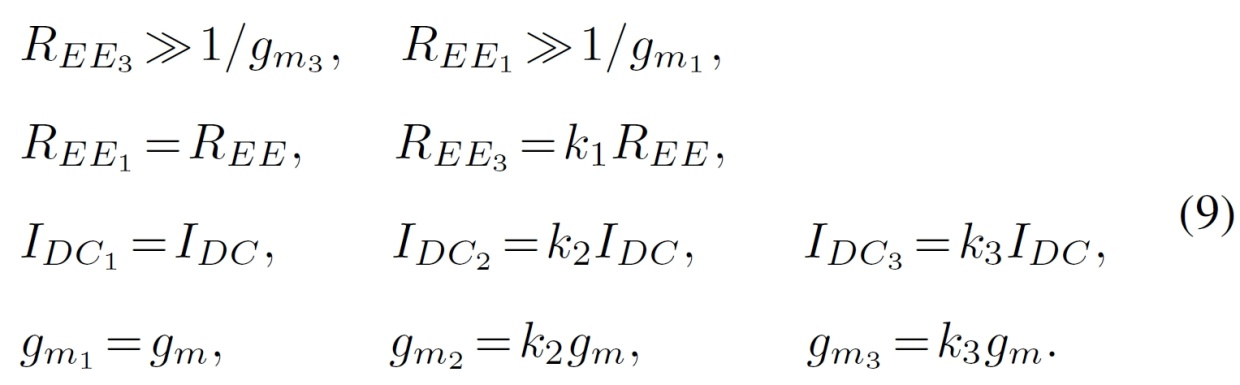 R_{EE_3} ≫ 1/g_{m_3}, R_{EE_1} ≫ 1/g_{m_1},
R_{EE_1} = R_{EE}, R_{EE_3} = k_1 R_{EE},
I_{DC_1} = I_{DC}, I_{DC_2} = k_2 I_{DC}, I_{DC_3} = k_3 I_{DC}, (9)
g_{m_1} = g_m, g_{m_2} = k_2 g_m, g_{m_3} = k_3 g_m.